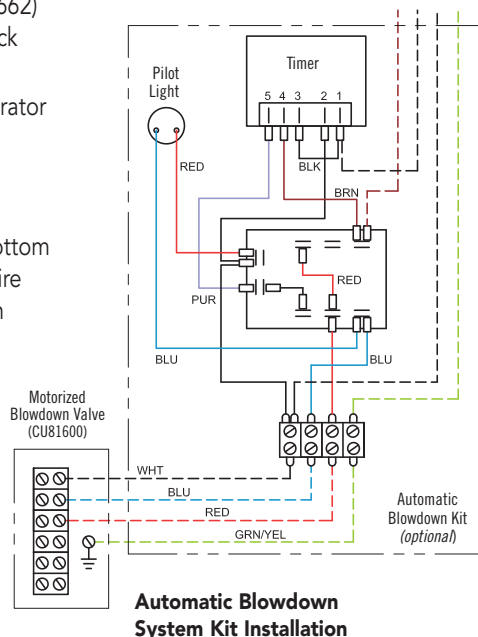 662)
ck
rator
ottom
ire
n
Pilot
Light
Timer
5 4 3 2 1
RED
BLK
BRN
RED
PUR
BLU
BLU
Motorized
Blowdown Valve
(CU81600)
WHT
BLU
RED
GRN/YEL
Automatic
Blowdown Kit
(optional)
Automatic Blowdown
System Kit Installation